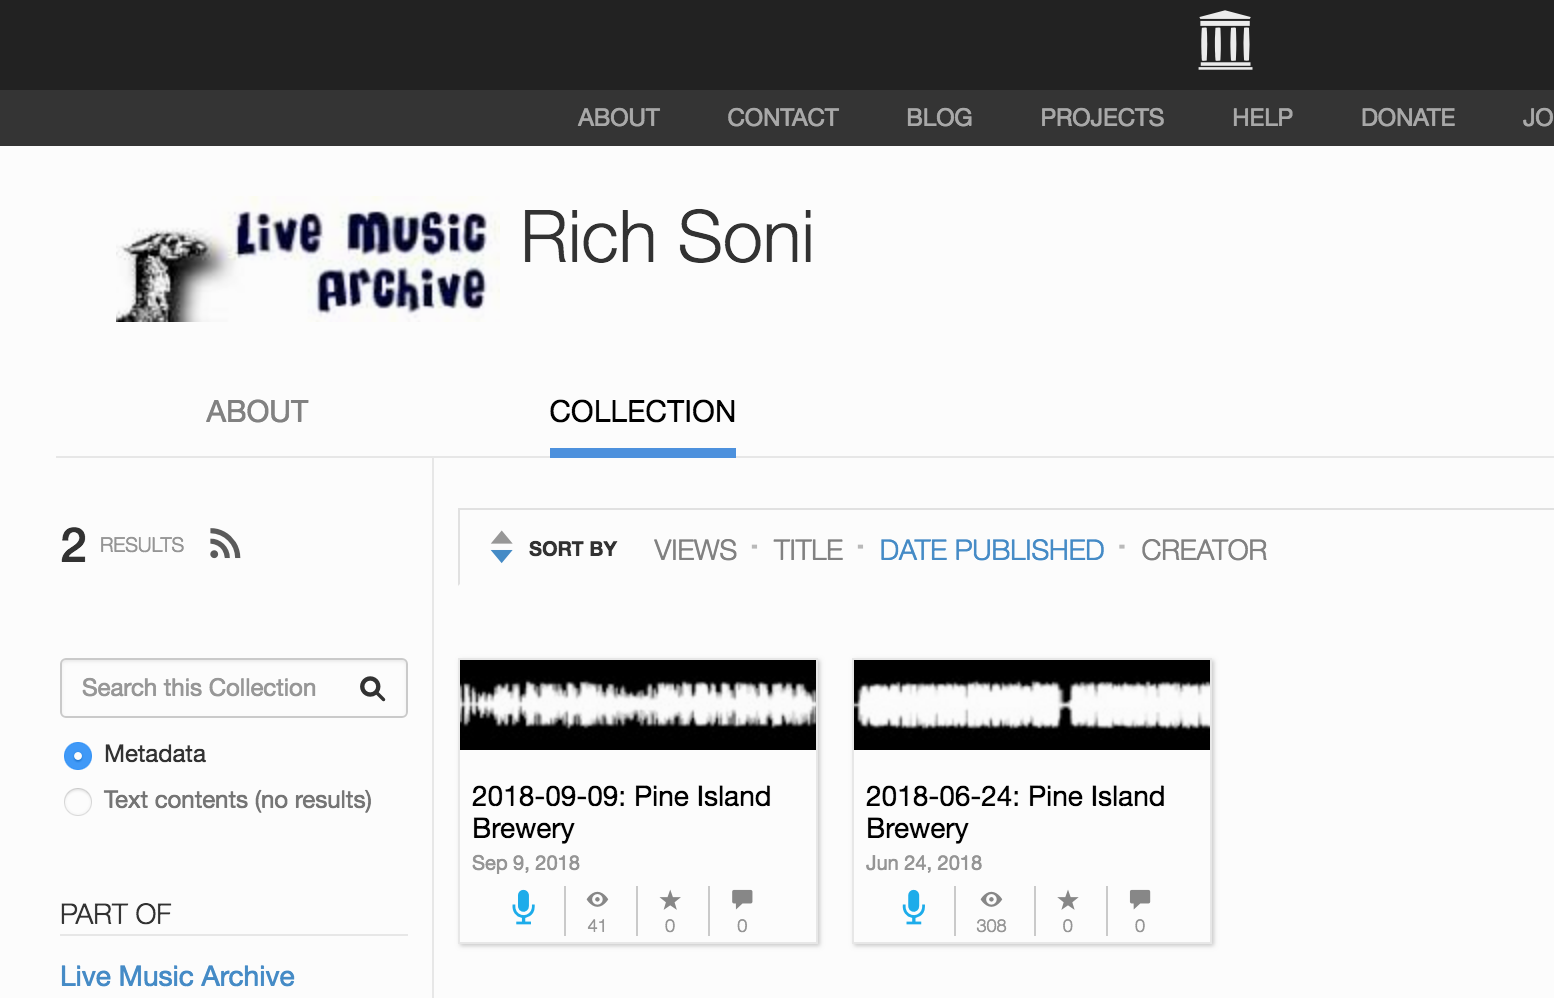 ABOUT CONTACT BLOG PROJECTS HELP DONATE JO
Live Music
Archive
Rich Soni
ABOUT COLLECTION
2 RESULTS
SORT BY VIEWS · TITLE · DATE PUBLISHED · CREATOR
Search this Collection
Metadata
Text contents (no results)
PART OF
Live Music Archive
2018-09-09: Pine Island
Brewery
Sep 9, 2018
41 0 0
2018-06-24: Pine Island
Brewery
Jun 24, 2018
308 0 0